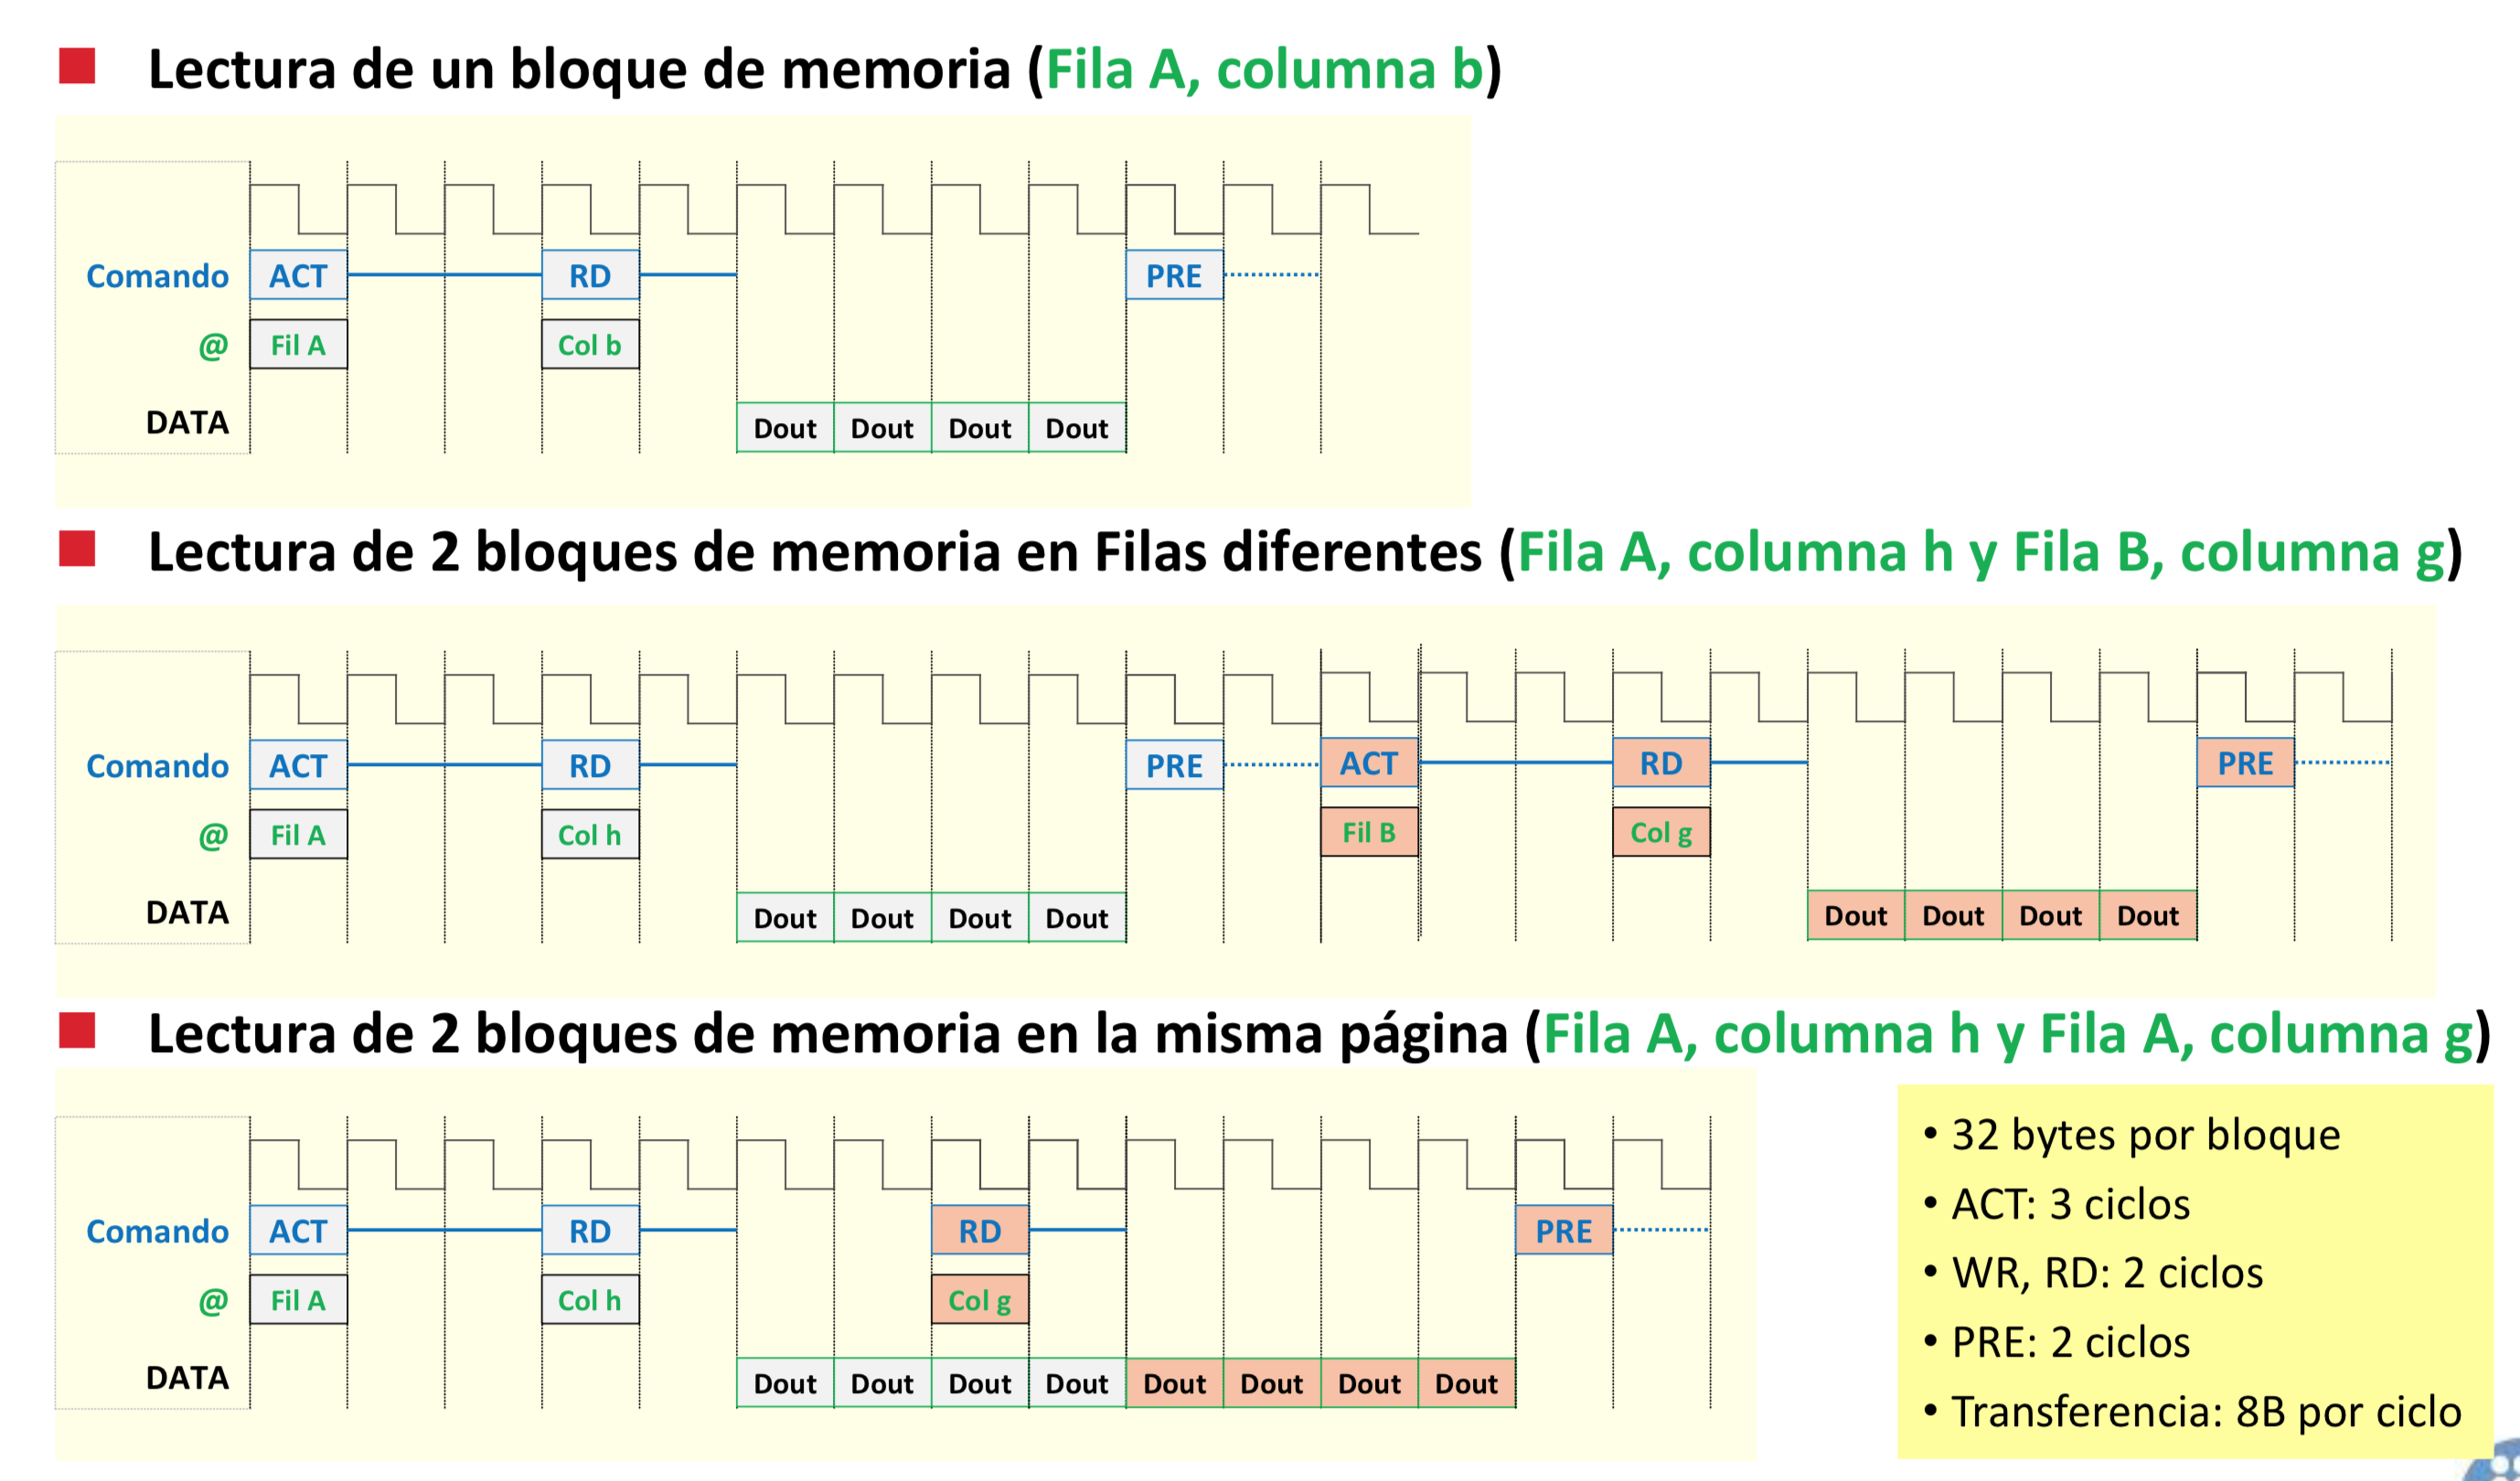 Lectura de un bloque de memoria (Fila A, columna b)
Comando ACT RD PRE
@ Fil A Col b
DATA Dout Dout Dout Dout
Lectura de 2 bloques de memoria en Filas diferentes (Fila A, columna h y Fila B, columna g)
Comando ACT RD PRE ACT RD PRE
@ Fil A Col h Fil B Col g
DATA Dout Dout Dout Dout Dout Dout Dout Dout
Lectura de 2 bloques de memoria en la misma página (Fila A, columna h y Fila A, columna g)
Comando ACT RD RD PRE
@ Fil A Col h Col g
DATA Dout Dout Dout Dout Dout Dout Dout Dout
• 32 bytes por bloque
• ACT: 3 ciclos
• WR, RD: 2 ciclos
• PRE: 2 ciclos
• Transferencia: 8B por ciclo